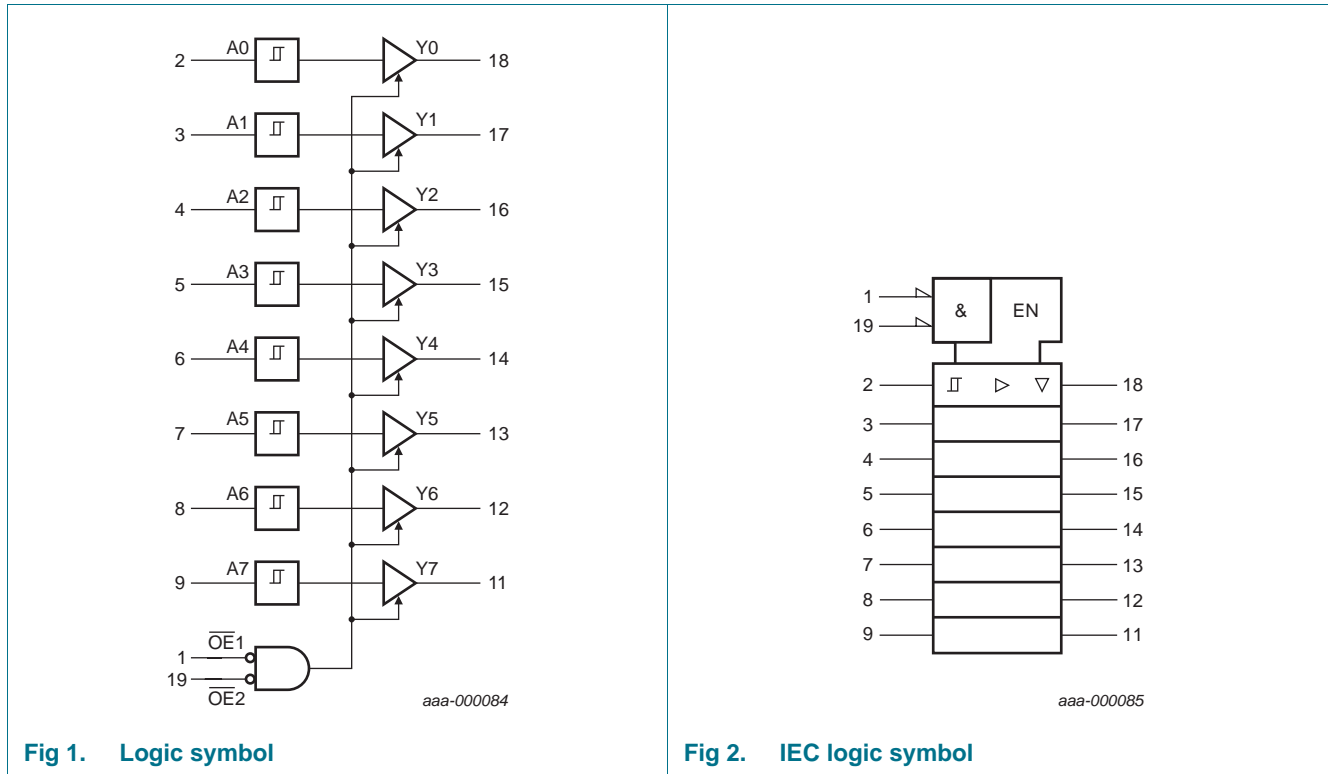 2 A0 Y0 18
3 A1 Y1 17
4 A2 Y2 16
5 A3 Y3 15
6 A4 Y4 14
7 A5 Y5 13
8 A6 Y6 12
9 A7 Y7 11
1 OE1
19 OE2
aaa-000084
Fig 1. Logic symbol
1 & EN
19
2 18
3 17
4 16
5 15
6 14
7 13
8 12
9 11
aaa-000085
Fig 2. IEC logic symbol